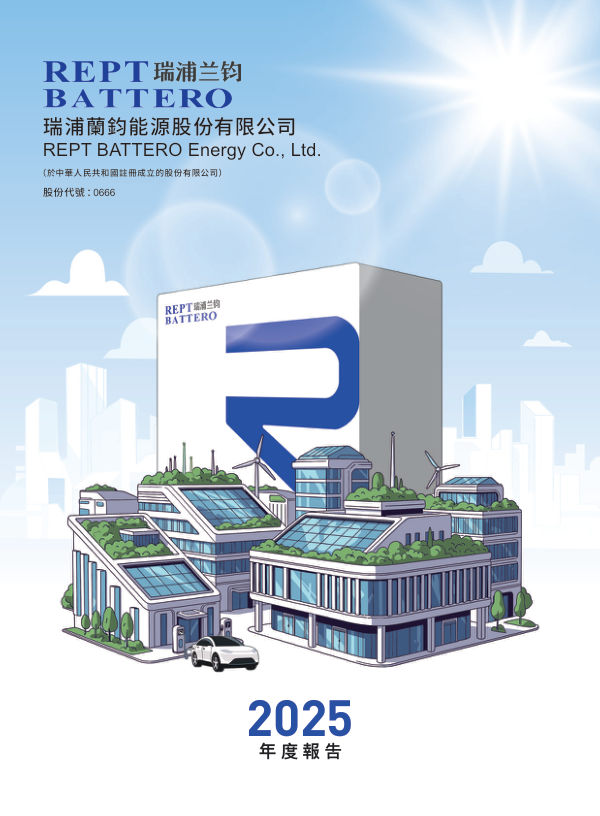 REPT 瑞浦兰钧
BATTERO
瑞浦蘭鈞能源股份有限公司
REPT BATTERO Energy Co., Ltd.
（於中華人民共和國註冊成立的股份有限公司）
股份代號：0666
REPT 瑞浦兰钧
BATTERO
2025
年度報告